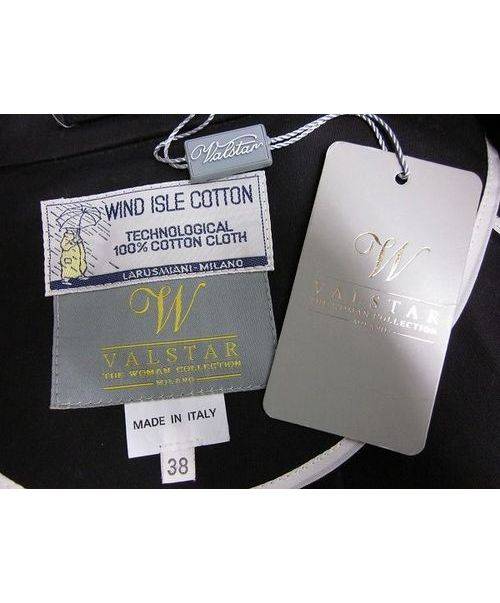 Valstar
WIND ISLE COTTON
TECHNOLOGICAL
100% COTTON CLOTH
LARUSMIANI-MILANO
W
VALSTAR
THE WOMAN COLLECTION
MILANO
MADE IN ITALY
38
W
VALSTAR
THE WOMAN COLLECTION
MILANO